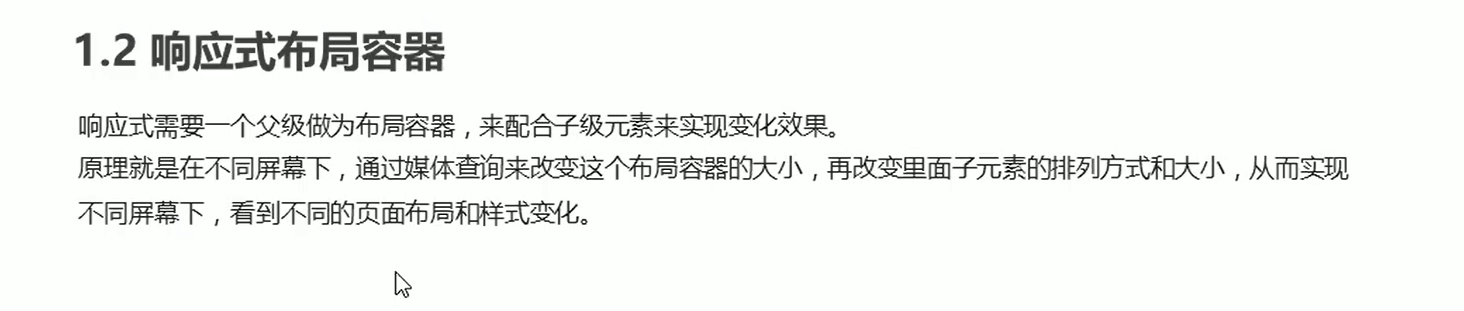 1.2 响应式布局容器
响应式需要一个父级做为布局容器，来配合子级元素来实现变化效果。
原理就是在不同屏幕下，通过媒体查询来改变这个布局容器的大小，再改变里面子元素的排列方式和大小，从而实现
不同屏幕下，看到不同的页面布局和样式变化。